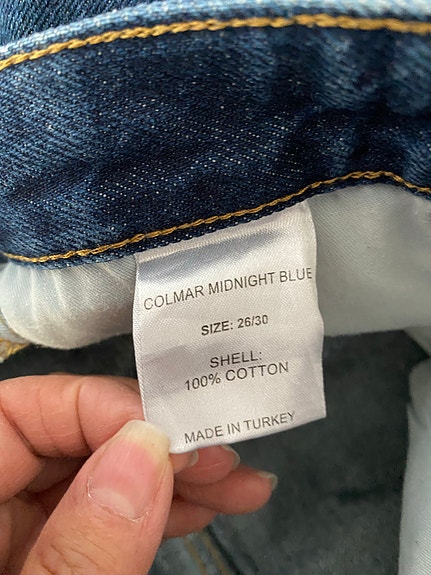 COLMAR MIDNIGHT BLUE
SIZE: 26/30
SHELL:
100% COTTON
MADE IN TURKEY